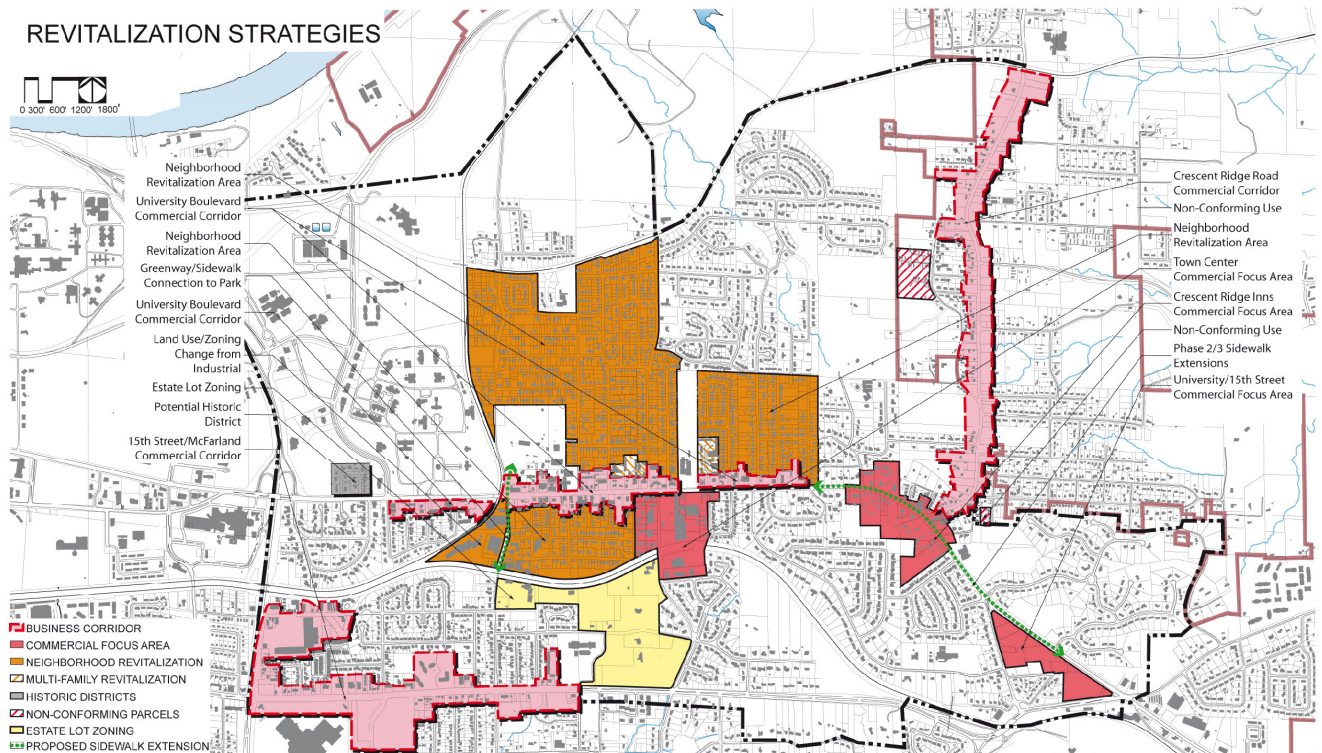 REVITALIZATION STRATEGIES
0 300' 600' 1200' 1800'
Neighborhood
Revitalization Area
University Boulevard
Commercial Corridor
Neighborhood
Revitalization Area
Greenway/Sidewalk
Connection to Park
University Boulevard
Commercial Corridor
Land Use/Zoning
Change from
Industrial
Estate Lot Zoning
Potential Historic
District
15th Street/McFarland
Commercial Corridor
Crescent Ridge Road
Commercial Corridor
Non-Conforming Use
Neighborhood
Revitalization Area
Town Center
Commercial Focus Area
Crescent Ridge Inns
Commercial Focus Area
Non-Conforming Use
Phase 2/3 Sidewalk
Extensions
University/15th Street
Commercial Focus Area
BUSINESS CORRIDOR
COMMERCIAL FOCUS AREA
NEIGHBORHOOD REVITALIZATION
MULTI-FAMILY REVITALIZATION
HISTORIC DISTRICTS
NON-CONFORMING PARCELS
ESTATE LOT ZONING
PROPOSED SIDEWALK EXTENSION